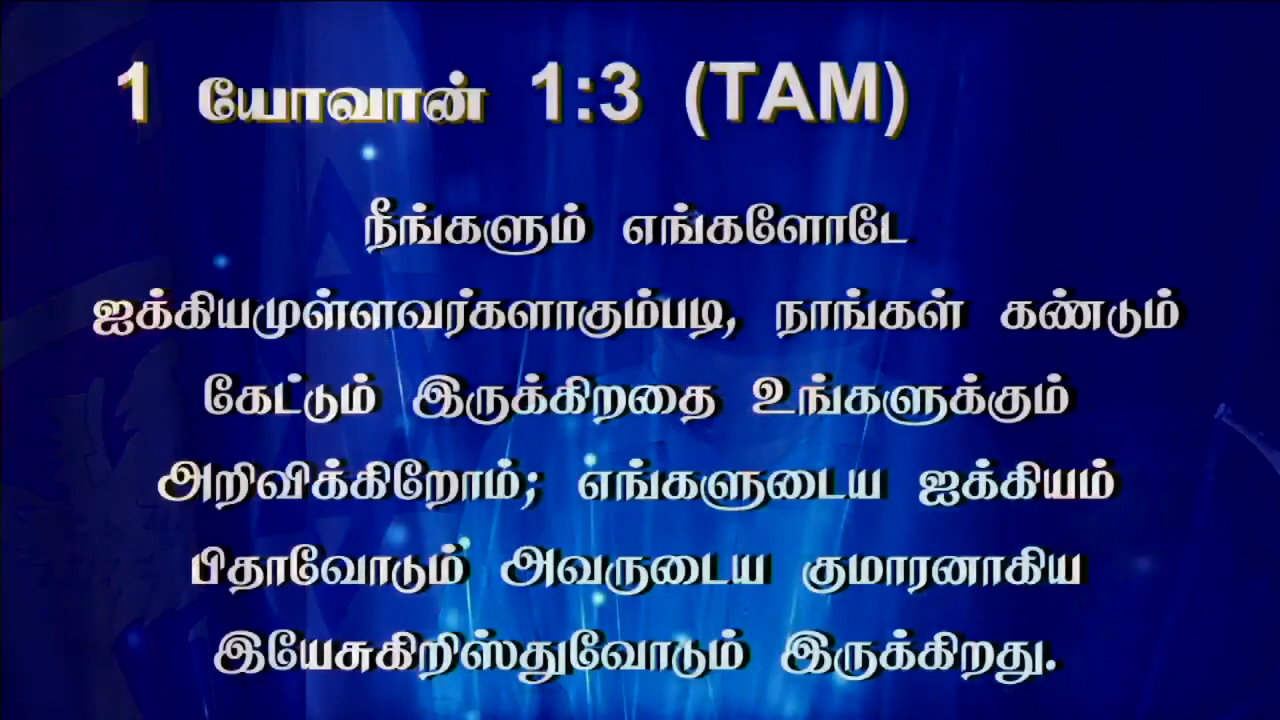 1 யோவான் 1:3 (TAM)
நீங்களும் எங்களோடே
ஐக்கியமுள்ளவர்களாகும்படி, நாங்கள் கண்டும்
கேட்டும் இருக்கிறதை உங்களுக்கும்
அறிவிக்கிறோம்; எங்களுடைய ஐக்கியம்
பிதாவோடும் அவருடைய குமாரனாகிய
இயேசுகிறிஸ்துவோடும் இருக்கிறது.